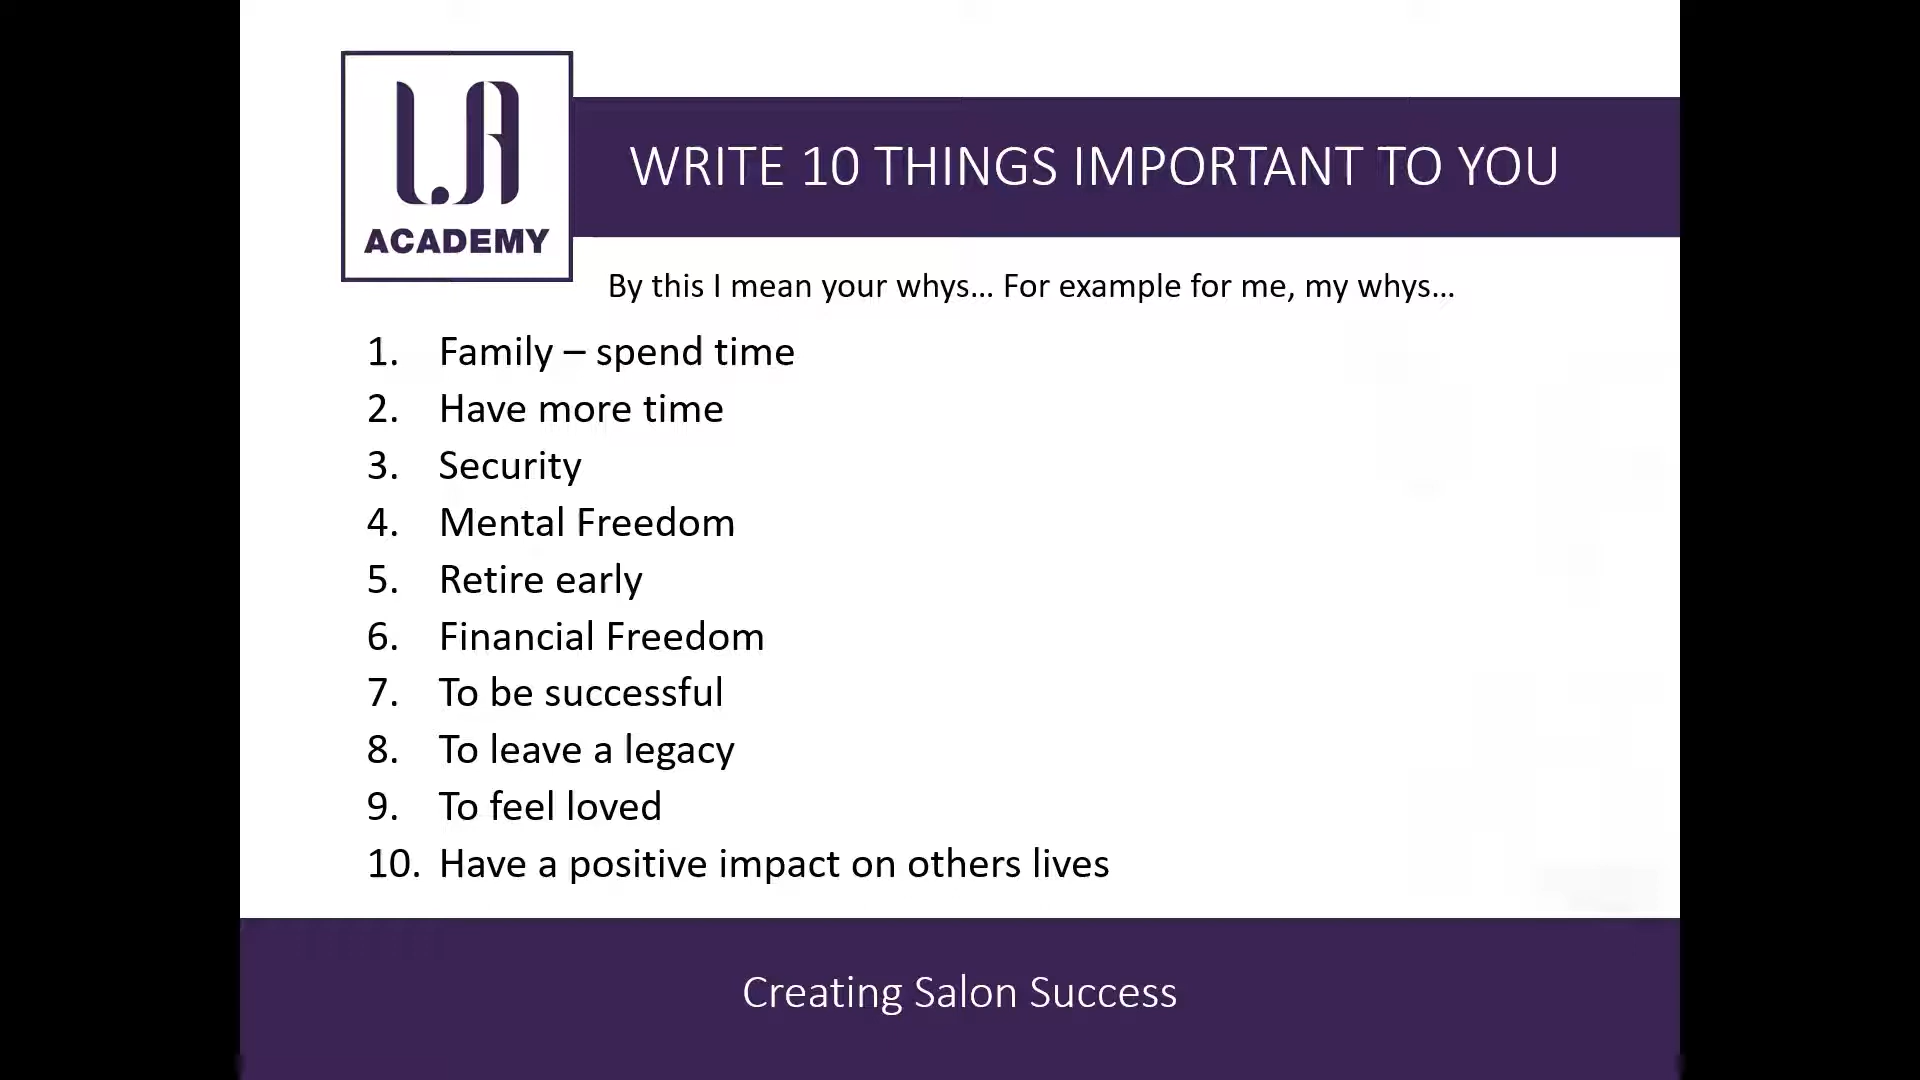 ACADEMY
WRITE 10 THINGS IMPORTANT TO YOU
By this I mean your whys... For example for me, my whys...
1. Family – spend time
2. Have more time
3. Security
4. Mental Freedom
5. Retire early
6. Financial Freedom
7. To be successful
8. To leave a legacy
9. To feel loved
10. Have a positive impact on others lives
Creating Salon Success